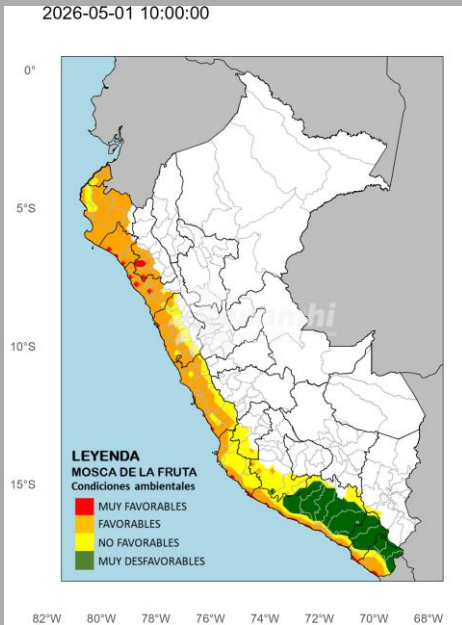 2026-05-01 10:00:00
0°
5°S
10°S
15°S
LEYENDA
MOSCA DE LA FRUTA
Condiciones ambientales
MUY FAVORABLES
FAVORABLES
NO FAVORABLES
MUY DESFAVORABLES
82°W 80°W 78°W 76°W 74°W 72°W 70°W 68°W